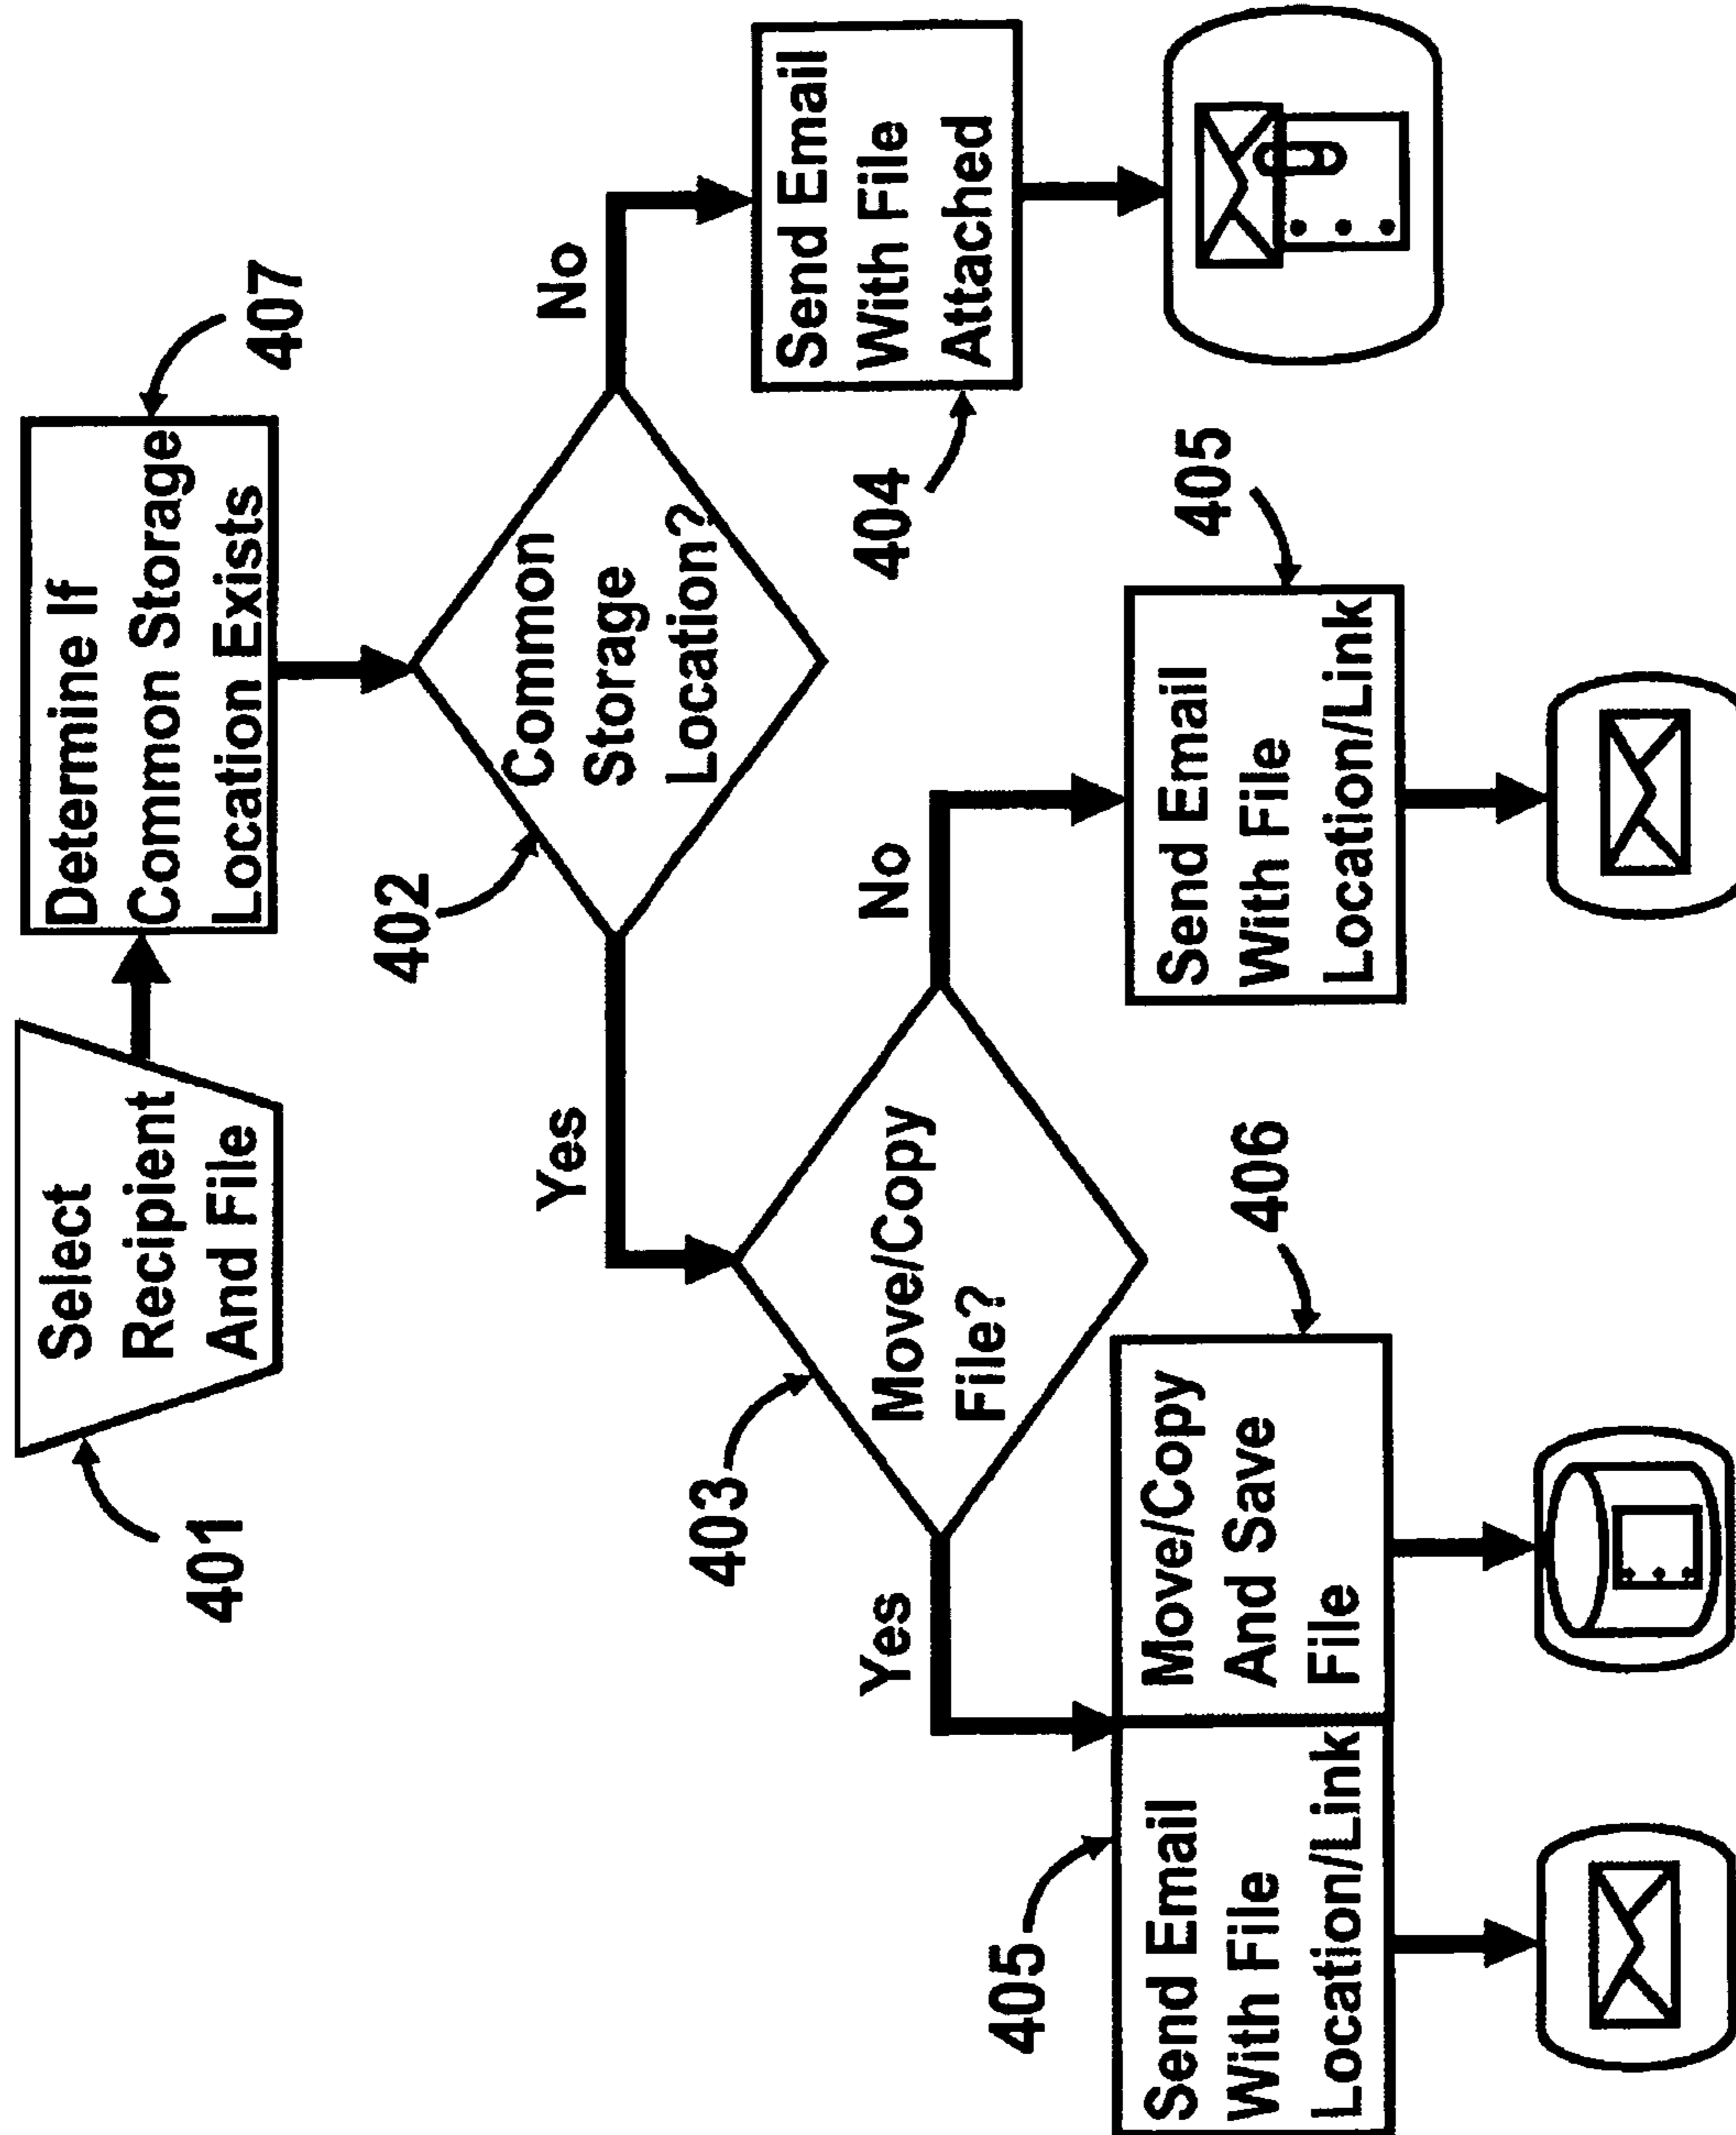 Select
Recipient
And File
401
Determine If
Common Storage
Location Exists
407
402
Common
Storage
Location?
Yes
No
403
Move/Copy
File?
404
Send Email
With File
Attached
Yes
No
405
Send Email
With File
Location/Link
Move/Copy
And Save
File
406
Send Email
With File
Location/Link
405